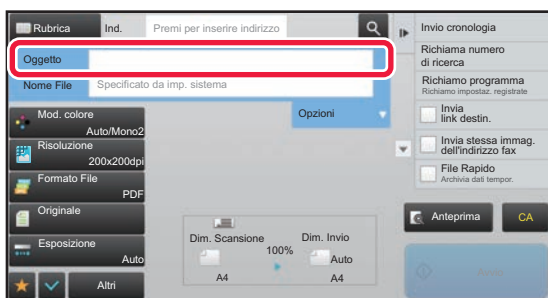 Rubrica
Ind.
Premi per inserire indirizzo
Oggetto
Nome File
Specificato da imp. sistema
Mod. colore
Auto/Mono2
Risoluzione
200x200dpi
Formato File
PDF
Originale
Esposizione
Auto
Altri
Opzioni
Dim. Scansione
100%
Dim. Invio
Auto
A4
A4
Invio cronologia
Richiama numero
di ricerca
Richiamo programma
Richiamo impostaz. registrate
Invia
link destin.
Invia stessa immag.
dell'indirizzo fax
File Rapido
Archivia dati tempor.
Anteprima
CA